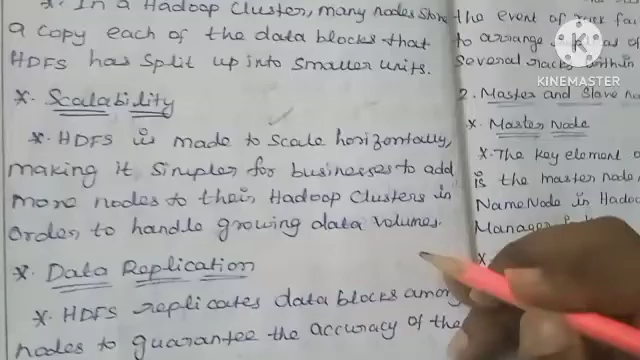 *. In a Hadoop Cluster, many nodes store
a copy each of the data blocks that
HDFS has split up into smaller units.
*. Scalability
*. HDFS is made to scale horizontally,
making it simpler for businesses to add
more nodes to their Hadoop Clusters in
order to handle growing data volumes.
*. Data Replication
*. HDFS replicates data blocks among
nodes to guarantee the accuracy of the
the event of
to arrange
several racks within
2. Master and Slave
*. Master Node
*. The key element
is the master node,
NameNode in
Manager
*.
K
KINEMASTER